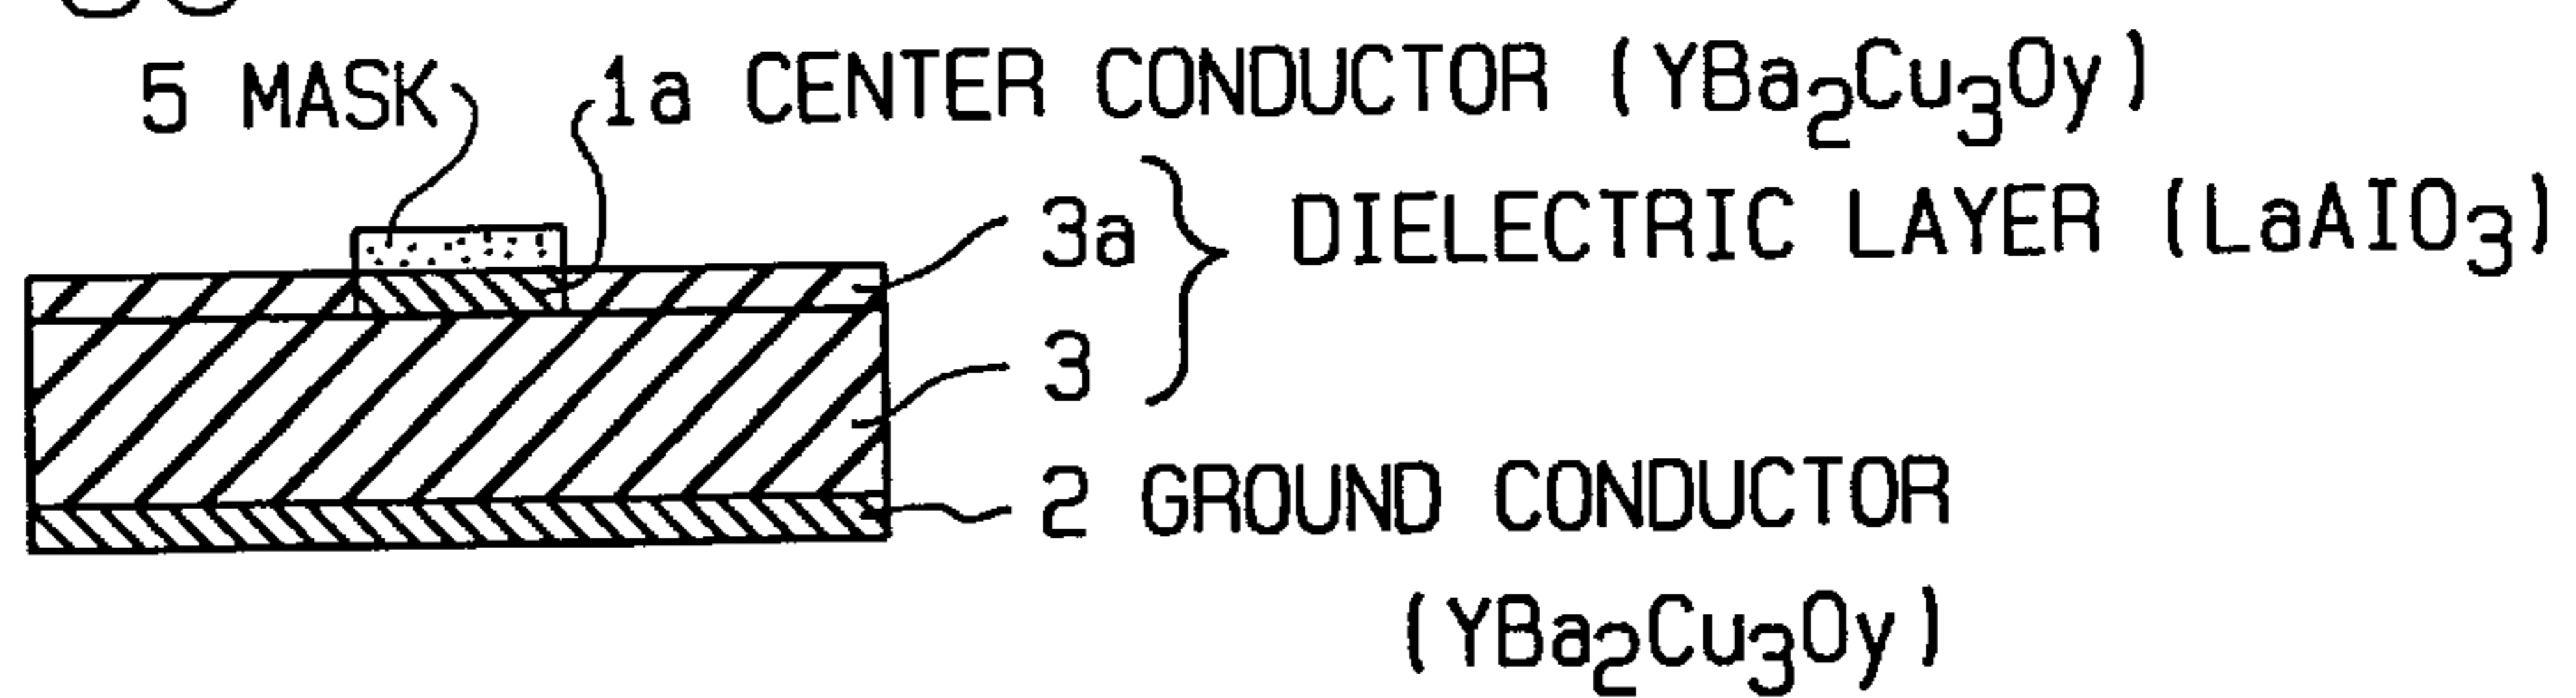 5 MASK 1a CENTER CONDUCTOR (YBa2Cu3Oy)
3a DIELECTRIC LAYER (LaAlO3)
3
2 GROUND CONDUCTOR
(YBa2Cu3Oy)